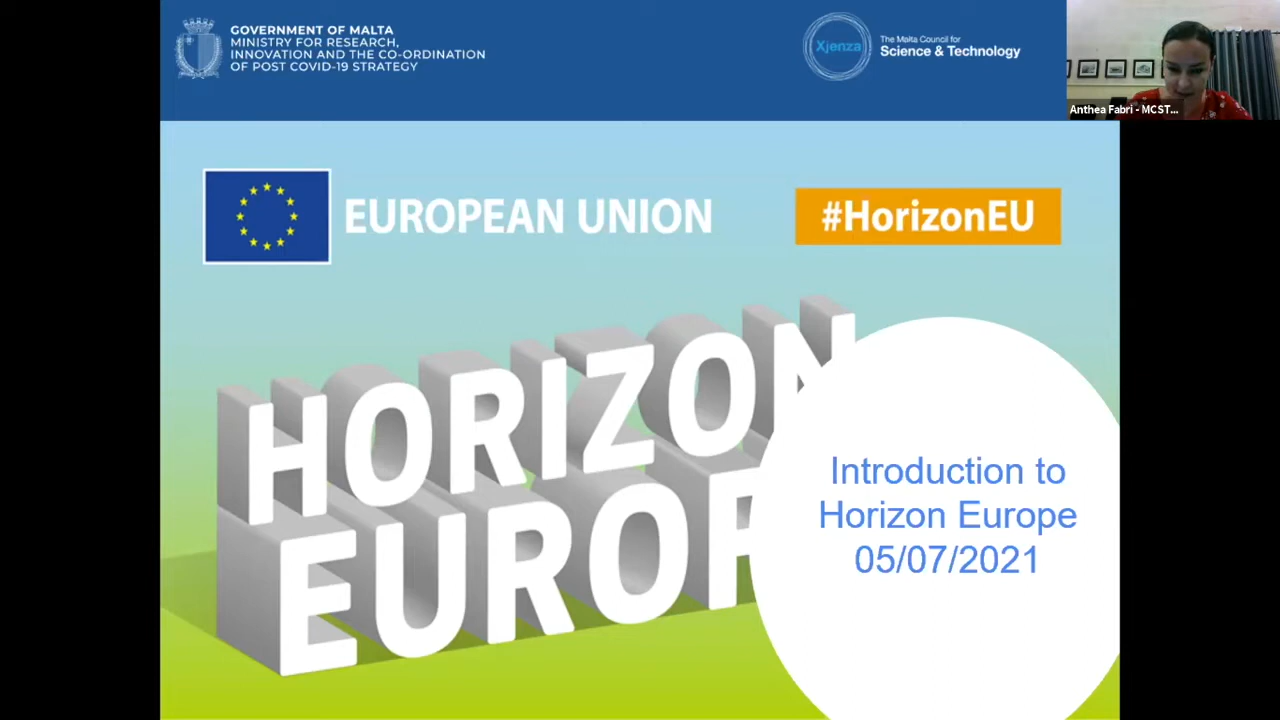 GOVERNMENT OF MALTA
MINISTRY FOR RESEARCH,
INNOVATION AND THE CO-ORDINATION
OF POST COVID-19 STRATEGY
Xjenza
The Malta Council for
Science & Technology
Anthea Fabri - MCST...
EUROPEAN UNION
#HorizonEU
HORIZON
EUROP
Introduction to
Horizon Europe
05/07/2021